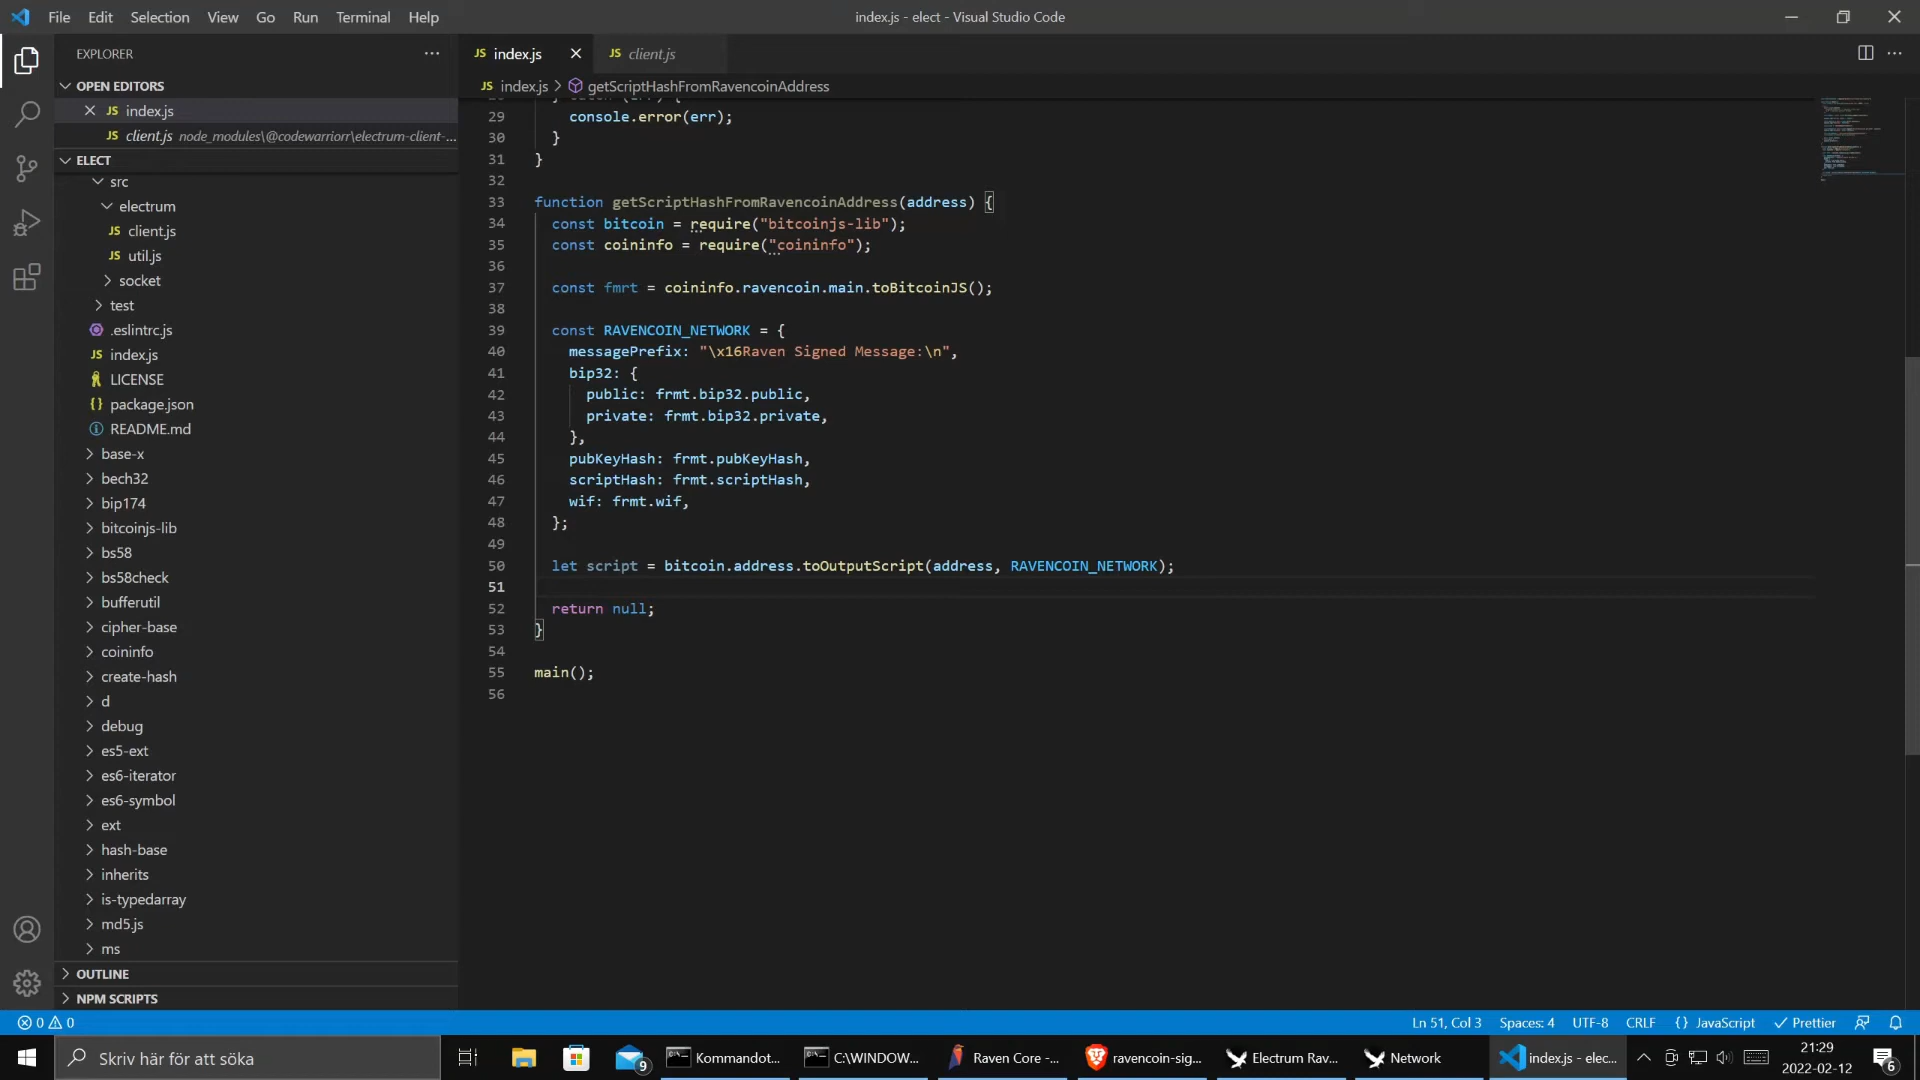 File Edit Selection View Go Run Terminal Help
index.js - elect - Visual Studio Code
EXPLORER
OPEN EDITORS
index.js
client.js node_modules\@codewarriorr\electrum-client-...
ELECT
src
electrum
client.js
util.js
socket
test
.eslintrc.js
index.js
LICENSE
package.json
README.md
base-x
bech32
bip174
bitcoinjs-lib
bs58
bs58check
bufferutil
cipher-base
coininfo
create-hash
d
debug
es5-ext
es6-iterator
es6-symbol
ext
hash-base
inherits
is-typedarray
md5.js
ms
OUTLINE
NPM SCRIPTS
JS index.js JS client.js
JS index.js > getScriptHashFromRavencoinAddress
29 console.error(err);
30 }
31 }
32
33 function getScriptHashFromRavencoinAddress(address) {
34 const bitcoin = require("bitcoinjs-lib");
35 const coininfo = require("coininfo");
36
37 const fmrt = coininfo.ravencoin.main.toBitcoinJS();
38
39 const RAVENCOIN_NETWORK = {
40 messagePrefix: "\x16Raven Signed Message:\n",
41 bip32: {
42 public: frmt.bip32.public,
43 private: frmt.bip32.private,
44 },
45 pubKeyHash: frmt.pubKeyHash,
46 scriptHash: frmt.scriptHash,
47 wif: frmt.wif,
48 };
49
50 let script = bitcoin.address.toOutputScript(address, RAVENCOIN_NETWORK);
51
52 return null;
53 }
54
55 main();
56
0 0 Ln 51, Col 3 Spaces: 4 UTF-8 CRLF {} JavaScript Prettier
Skriv här för att söka
9 Kommandot... C:\WINDOW... Raven Core -... ravencoin-sig... Electrum Rav... Network index.js - elec...
21:29
2022-02-12
6